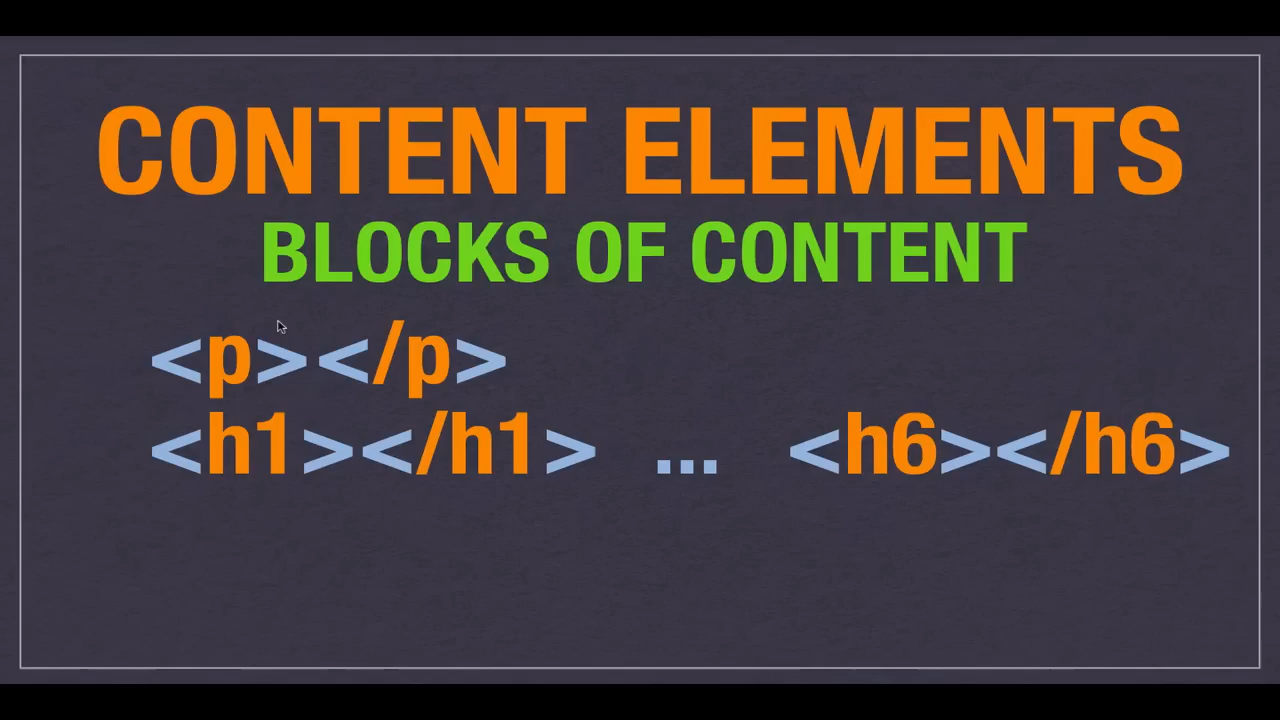 CONTENT ELEMENTS
BLOCKS OF CONTENT
<p></p>
<h1></h1> ... <h6></h6>